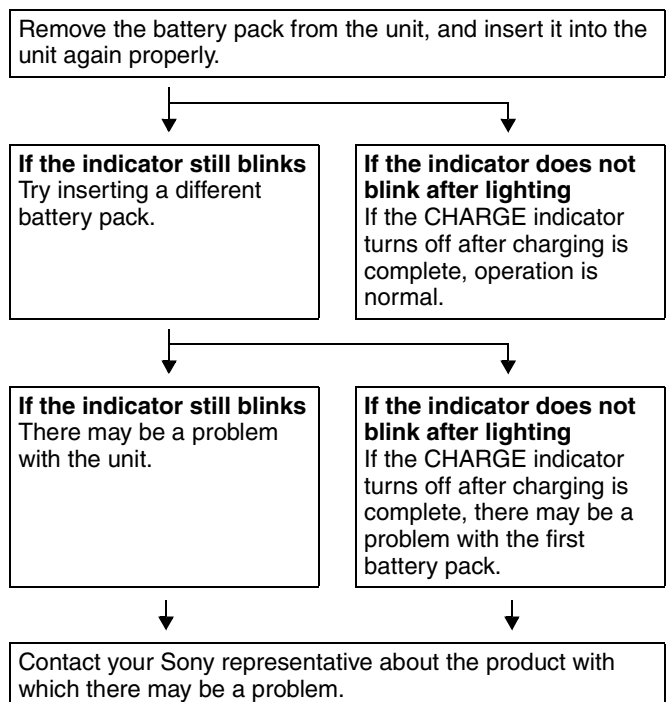 Remove the battery pack from the unit, and insert it into the
unit again properly.
If the indicator still blinks
Try inserting a different
battery pack.
If the indicator does not
blink after lighting
If the CHARGE indicator
turns off after charging is
complete, operation is
normal.
If the indicator still blinks
There may be a problem
with the unit.
If the indicator does not
blink after lighting
If the CHARGE indicator
turns off after charging is
complete, there may be a
problem with the first
battery pack.
Contact your Sony representative about the product with
which there may be a problem.